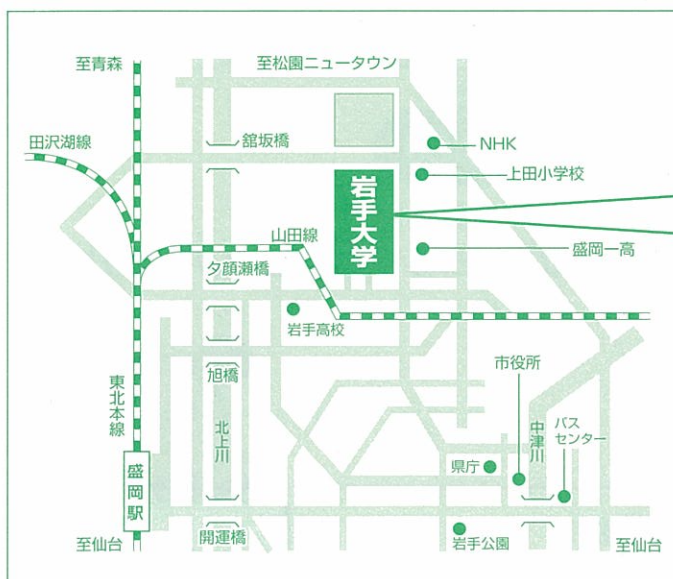 至青森
至松園ニュータウン
田沢湖線
舘坂橋
NHK
上田小学校
岩手大学
山田線
盛岡一高
夕顔瀬橋
岩手高校
旭橋
市役所
東北本線
北上川
中津川
バス
センター
県庁
盛岡駅
至仙台
開運橋
岩手公園
至仙台